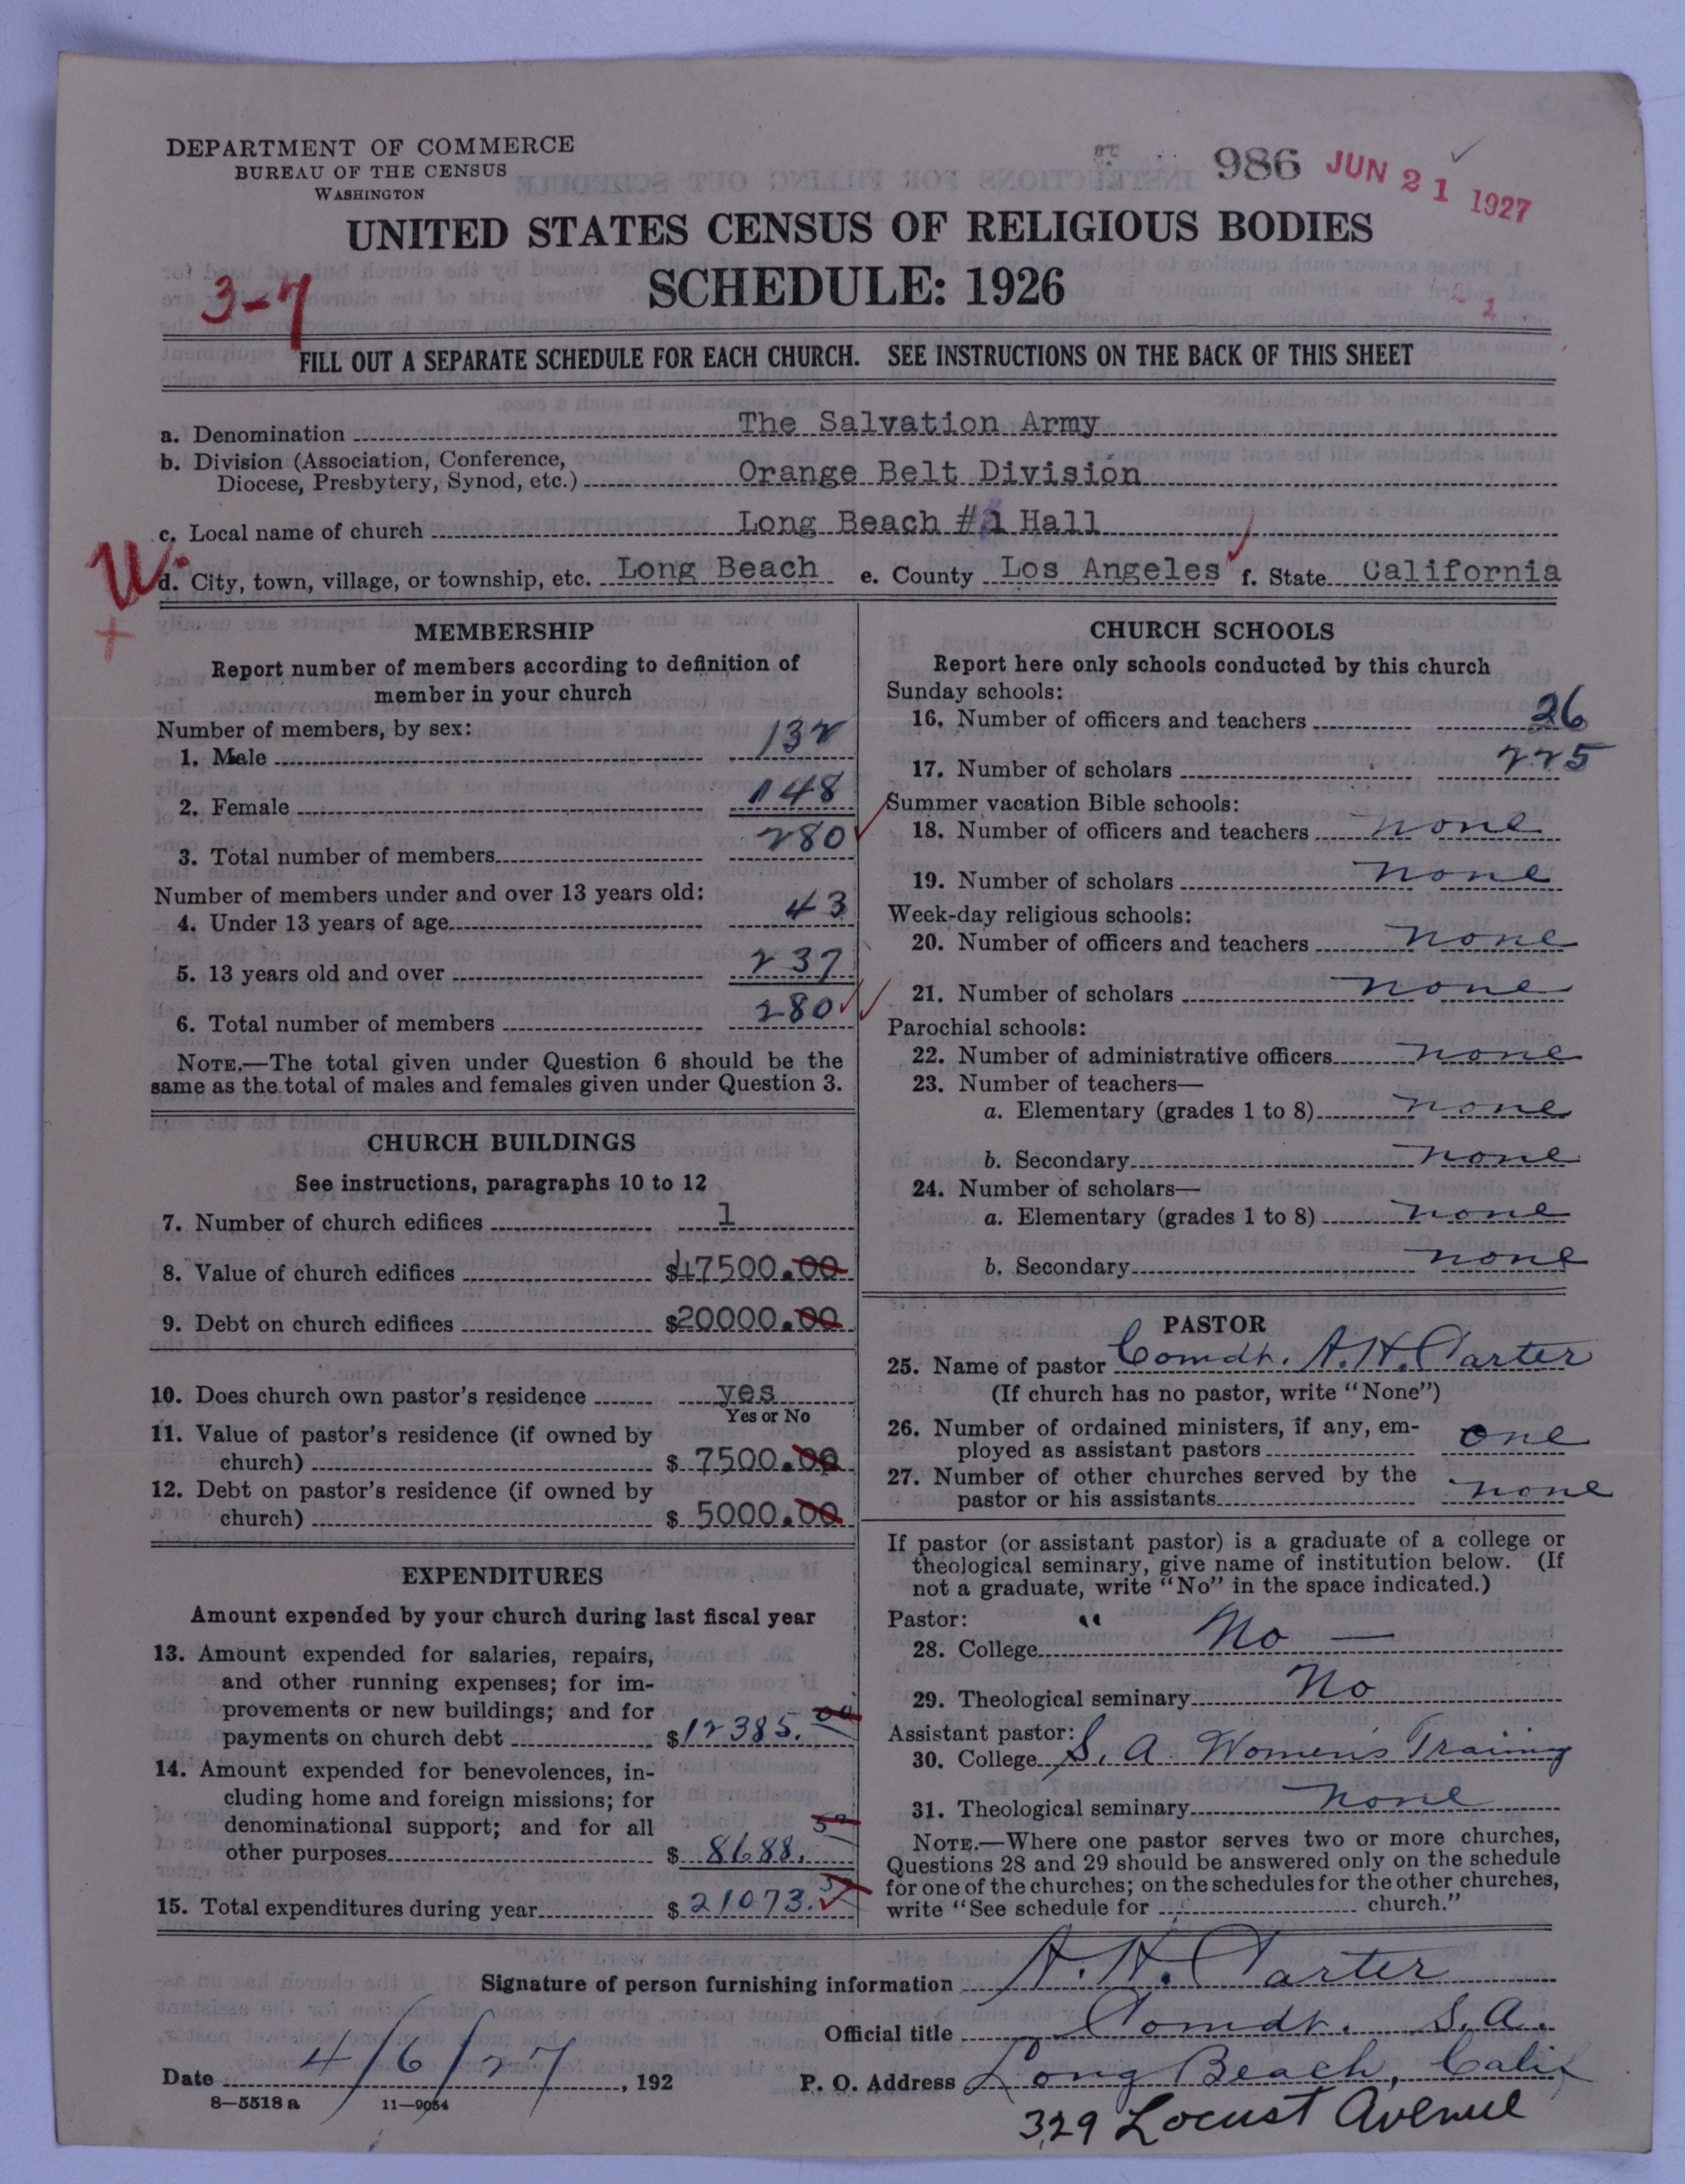 DEPARTMENT OF COMMERCE
BUREAU OF THE CENSUS
WASHINGTON
986 JUN 21 1927
UNITED STATES CENSUS OF RELIGIOUS BODIES
SCHEDULE: 1926
3-7
FILL OUT A SEPARATE SCHEDULE FOR EACH CHURCH. SEE INSTRUCTIONS ON THE BACK OF THIS SHEET
a. Denomination The Salvation Army
b. Division (Association, Conference,
Diocese, Presbytery, Synod, etc.) Orange Belt Division
c. Local name of church Long Beach #1 Hall
d. City, town, village, or township, etc. Long Beach e. County Los Angeles f. State California
MEMBERSHIP
Report number of members according to definition of
member in your church
Number of members, by sex:
1. Male 132
2. Female 148
3. Total number of members 280
Number of members under and over 13 years old:
4. Under 13 years of age 43
5. 13 years old and over 237
6. Total number of members 280
NOTE.—The total given under Question 6 should be the
same as the total of males and females given under Question 3.
CHURCH BUILDINGS
See instructions, paragraphs 10 to 12
7. Number of church edifices 1
8. Value of church edifices $47500.00
9. Debt on church edifices $20000.00
10. Does church own pastor's residence yes
Yes or No
11. Value of pastor's residence (if owned by
church) $ 7500.00
12. Debt on pastor's residence (if owned by
church) $ 5000.00
EXPENDITURES
Amount expended by your church during last fiscal year
13. Amount expended for salaries, repairs,
and other running expenses; for im-
provements or new buildings; and for
payments on church debt $12385.00
14. Amount expended for benevolences, in-
cluding home and foreign missions; for
denominational support; and for all
other purposes $ 8688.
15. Total expenditures during year $ 21073.
CHURCH SCHOOLS
Report here only schools conducted by this church
Sunday schools:
16. Number of officers and teachers 26
17. Number of scholars 225
Summer vacation Bible schools:
18. Number of officers and teachers none
19. Number of scholars none
Week-day religious schools:
20. Number of officers and teachers none
21. Number of scholars none
Parochial schools:
22. Number of administrative officers none
23. Number of teachers—
a. Elementary (grades 1 to 8) none
b. Secondary none
24. Number of scholars—
a. Elementary (grades 1 to 8) none
b. Secondary none
PASTOR
25. Name of pastor Comdt. A. H. Carter
(If church has no pastor, write "None")
26. Number of ordained ministers, if any, em-
ployed as assistant pastors one
27. Number of other churches served by the
pastor or his assistants none
If pastor (or assistant pastor) is a graduate of a college or
theological seminary, give name of institution below. (If
not a graduate, write "No" in the space indicated.)
Pastor: "
28. College No —
29. Theological seminary No
Assistant pastor:
30. College S. A. Women's Training
31. Theological seminary none
NOTE.—Where one pastor serves two or more churches,
Questions 28 and 29 should be answered only on the schedule
for one of the churches; on the schedules for the other churches,
write "See schedule for church."
Signature of person furnishing information A. H. Carter
Official title Comdt. S. A.
Date 4/6/27, 192 P. O. Address Long Beach, Calif
8—5518 a 11—9054
329 Locust Avenue